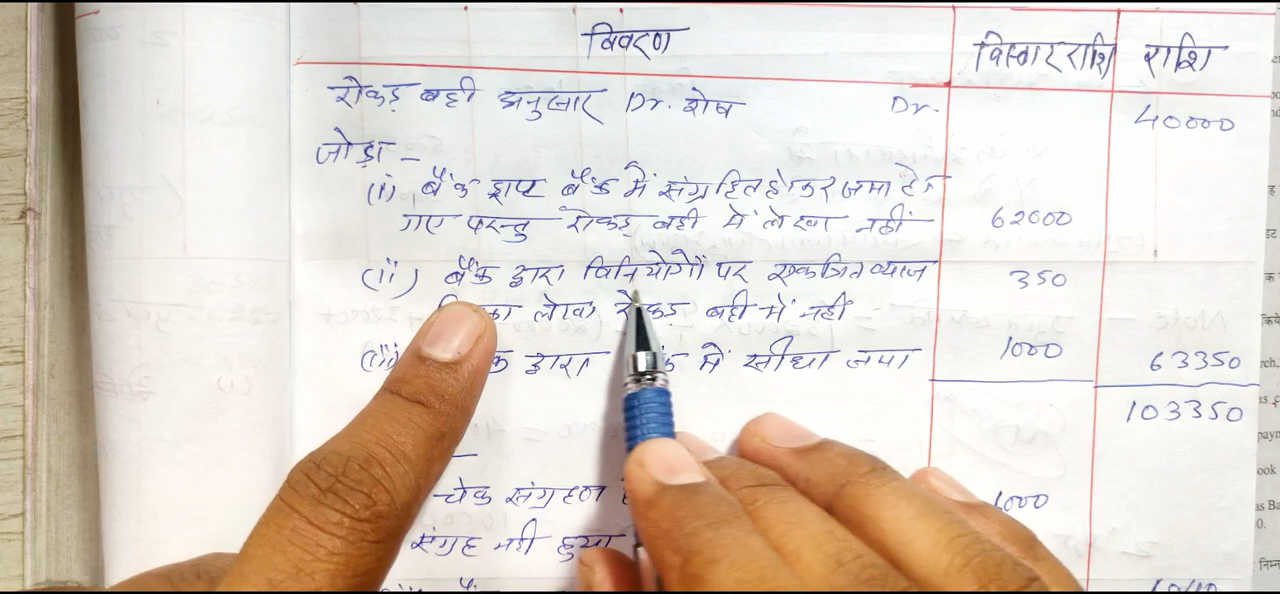 विवरण विस्तार राशि राशि
रोकड़ बही अनुसार Dr. शेष Dr. 40000
जोड़ा -
(i) बैंक द्वारा बैंक में संग्रहित होकर जमा हो
गए परन्तु रोकड़ बही में लेखा नहीं 62000
(ii) बैंक द्वारा विनियोगों पर एकत्रित ब्याज 350
लेखा रोकड़ बही में नहीं
(iii) द्वारा में सीधा जमा 1000 63350
103350
चेक संग्रहण 1000
संग्रह नहीं हुआ